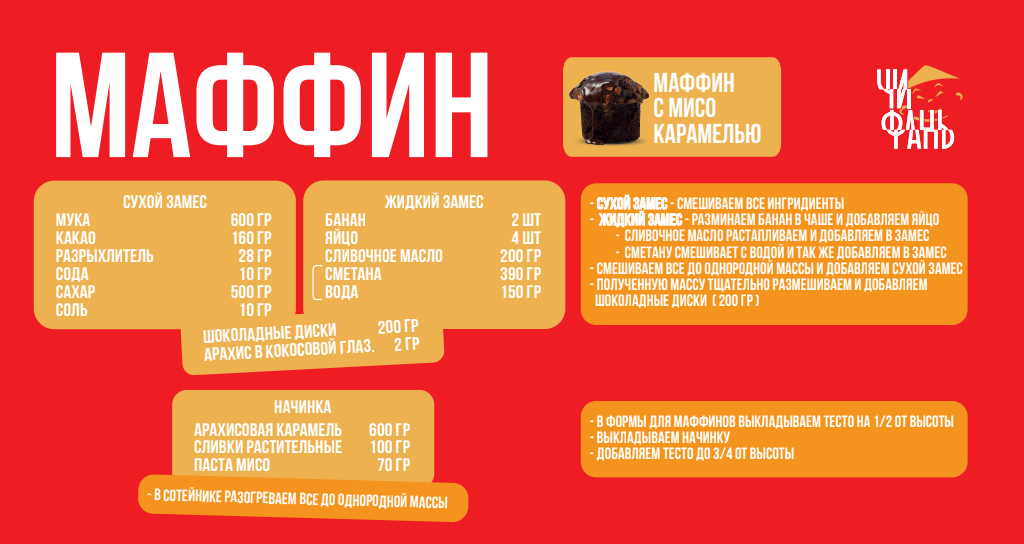 МАФФИН
МАФФИН
С МИСО
КАРАМЕЛЬЮ
ЧИ
ФАНЬ
СУХОЙ ЗАМЕС
МУКА 600 ГР
КАКАО 160 ГР
РАЗРЫХЛИТЕЛЬ 28 ГР
СОДА 10 ГР
САХАР 500 ГР
СОЛЬ 10 ГР
ЖИДКИЙ ЗАМЕС
БАНАН 2 ШТ
ЯЙЦО 4 ШТ
СЛИВОЧНОЕ МАСЛО 200 ГР
СМЕТАНА 390 ГР
ВОДА 150 ГР
ШОКОЛАДНЫЕ ДИСКИ 200 ГР
АРАХИС В КОКОСОВОЙ ГЛАЗ. 2 ГР
- СУХОЙ ЗАМЕС - СМЕШИВАЕМ ВСЕ ИНГРИДИЕНТЫ
- ЖИДКИЙ ЗАМЕС - РАЗМИНАЕМ БАНАН В ЧАШЕ И ДОБАВЛЯЕМ ЯЙЦО
- СЛИВОЧНОЕ МАСЛО РАСТАПЛИВАЕМ И ДОБАВЛЯЕМ В ЗАМЕС
- СМЕТАНУ СМЕШИВАЕТ С ВОДОЙ И ТАК ЖЕ ДОБАВЛЯЕМ В ЗАМЕС
- СМЕШИВАЕМ ВСЕ ДО ОДНОРОДНОЙ МАССЫ И ДОБАВЛЯЕМ СУХОЙ ЗАМЕС
- ПОЛУЧЕННУЮ МАССУ ТЩАТЕЛЬНО РАЗМЕШИВАЕМ И ДОБАВЛЯЕМ
ШОКОЛАДНЫЕ ДИСКИ ( 200 ГР )
НАЧИНКА
АРАХИСОВАЯ КАРАМЕЛЬ 600 ГР
СЛИВКИ РАСТИТЕЛЬНЫЕ 100 ГР
ПАСТА МИСО 70 ГР
- В СОТЕЙНИКЕ РАЗОГРЕВАЕМ ВСЕ ДО ОДНОРОДНОЙ МАССЫ
- В ФОРМЫ ДЛЯ МАФФИНОВ ВЫКЛАДЫВАЕМ ТЕСТО НА 1/2 ОТ ВЫСОТЫ
- ВЫКЛАДЫВАЕМ НАЧИНКУ
- ДОБАВЛЯЕМ ТЕСТО ДО 3/4 ОТ ВЫСОТЫ